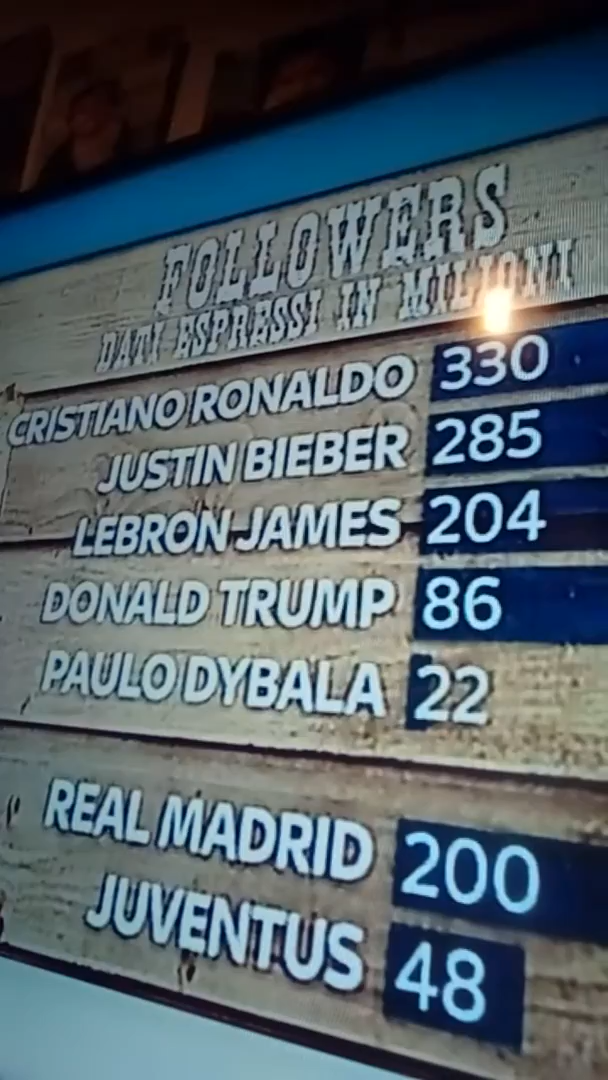 FOLLOWERS
DATI ESPRESSI IN MILIONI
CRISTIANO RONALDO 330
JUSTIN BIEBER 285
LEBRON JAMES 204
DONALD TRUMP 86
PAULO DYBALA 22
REAL MADRID 200
JUVENTUS 48